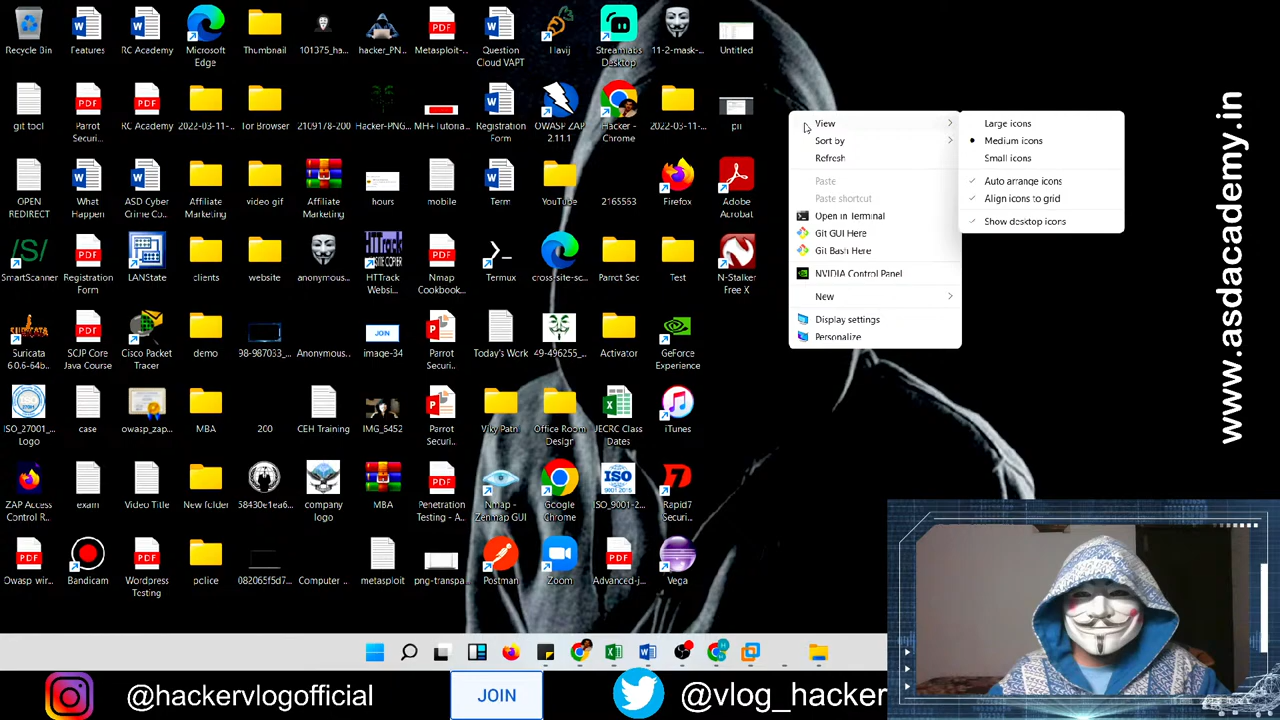 Recycle Bin
Features
RC Academy
Microsoft
Edge
Thumbnail
101375_ha...
hacker_PN...
Metasploit-...
Question
Cloud VAPT
Havij
Streamlabs
Desktop
11-2-mask-...
Untitled
git tool
Parrot
Securi...
RC Academy
2022-03-11-...
Tor Browser
2109178-200
Hacker-PNG...
MH+Tutoria...
Registration
Form
OWASP ZAP
Hacker -
Chrome
2022-03-11-...
OPEN
REDIRECT
What
Happen
ASD Cyber
Crime Co...
Affiliate
Marketing
video gif
Affiliate
Marketing
hours
mobile
Term
YouTube
2165553
Firefox
Adobe
Acrobat
/S/
SmartScanner
Registration
Form
LANState
clients
website
anonymous...
HTTrack
Websi...
Nmap
Cookbook...
Termux
cross-site-sc...
Parrot Sec
Test
N-Stalker
Free X
Suricata
6.0.6-64b...
SCJP Core
Java Course
Cisco Packet
Tracer
demo
98-987033_...
Anonymous...
JOIN
image-34
Parrot
Securi...
Today's Work
49-496255_...
Activator
GeForce
Experience
ISO_27001_
Logo
case
owasp_zap...
MBA
200
CEH Training
IMG_5452
Parrot
Securi...
Viky Patri
Office Room
Design
JECRC Class
Dates
iTunes
ZAP Access
Control R...
exam
Video Title
New folder
58430e1ea6...
company
logo
MBA
Penetration
Testing - A...
Nmap -
Zenmap GUI
Google
Chrome
ISO
ISO_9001-2...
Rapid7
Securi...
Owasp wir...
Bandicam
Wordpress
Testing
police
082065f5d7...
Computer ...
metasploit
png-transpa...
Postman
Zoom
Advanced-j...
Vega
View
Sort by
Refresh
Paste
Paste shortcut
Open in Terminal
Git GUI Here
Git Bash Here
NVIDIA Control Panel
New
Display settings
Personalize
Large icons
Medium icons
Small icons
Auto arrange icons
Align icons to grid
Show desktop icons
www.asdacademy.in
@hackervlogofficial
JOIN
@vlog_hacker